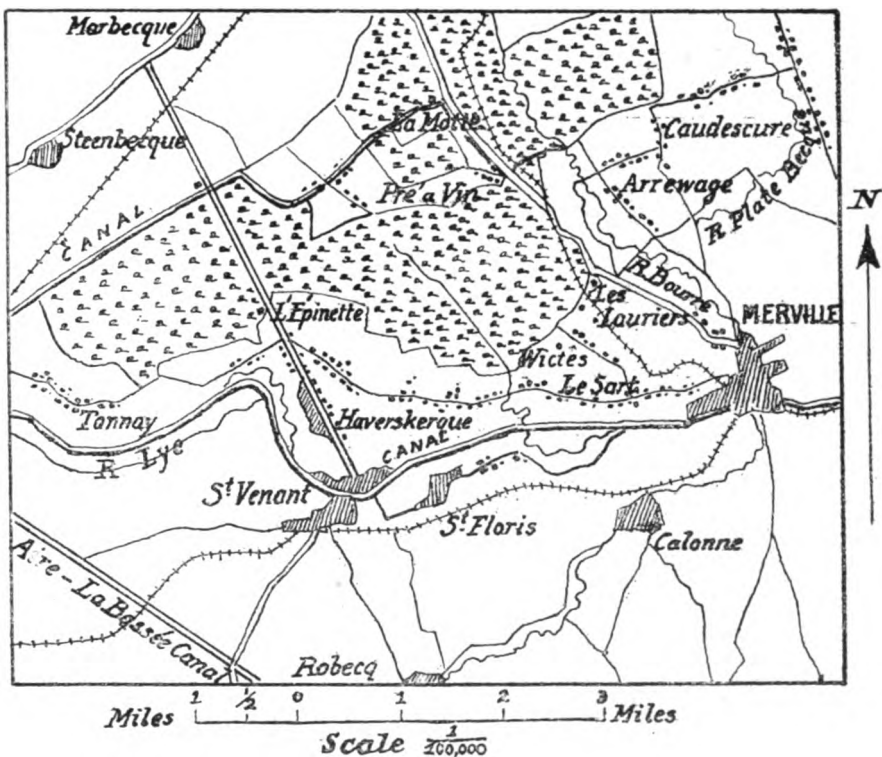 Morbecque
Steenbecque
La Motte
Caudescure
Pré à Vin
Arrewage
R Plate Becque
CANAL
N
R. Bourre
L'Epinette
Les Lauriers
MERVILLE
Wictes
Le Sart
Tannay
Haverskerque
CANAL
R Lys
St Venant
St Floris
Calonne
Aire-La Bassée Canal
Robecq
1 ½ 0 1 2 3
Miles Miles
Scale 1/100,000